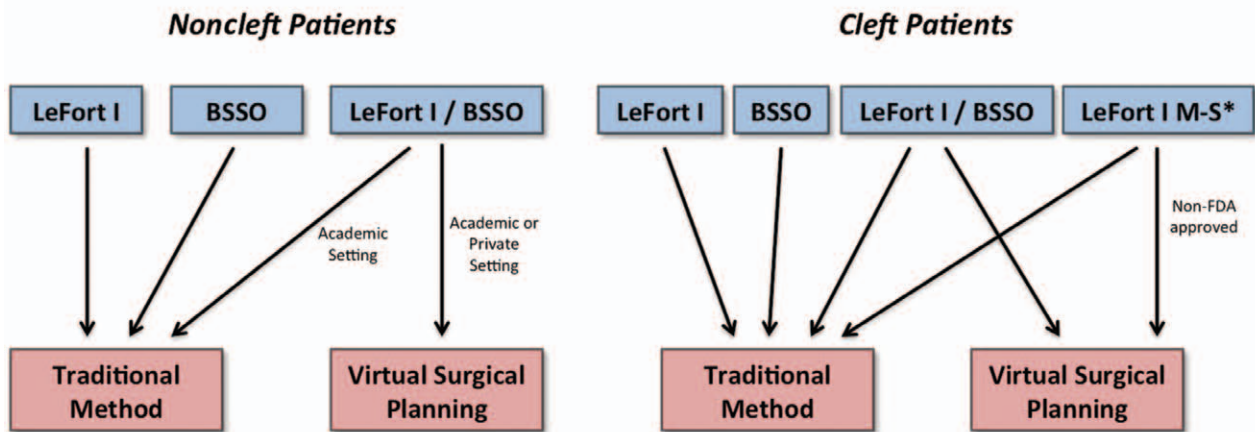 Noncleft Patients
Cleft Patients
LeFort I
BSSO
LeFort I / BSSO
LeFort I
BSSO
LeFort I / BSSO
LeFort I M-S*
Academic
Setting
Academic or
Private
Setting
Non-FDA
approved
Traditional
Method
Virtual Surgical
Planning
Traditional
Method
Virtual Surgical
Planning